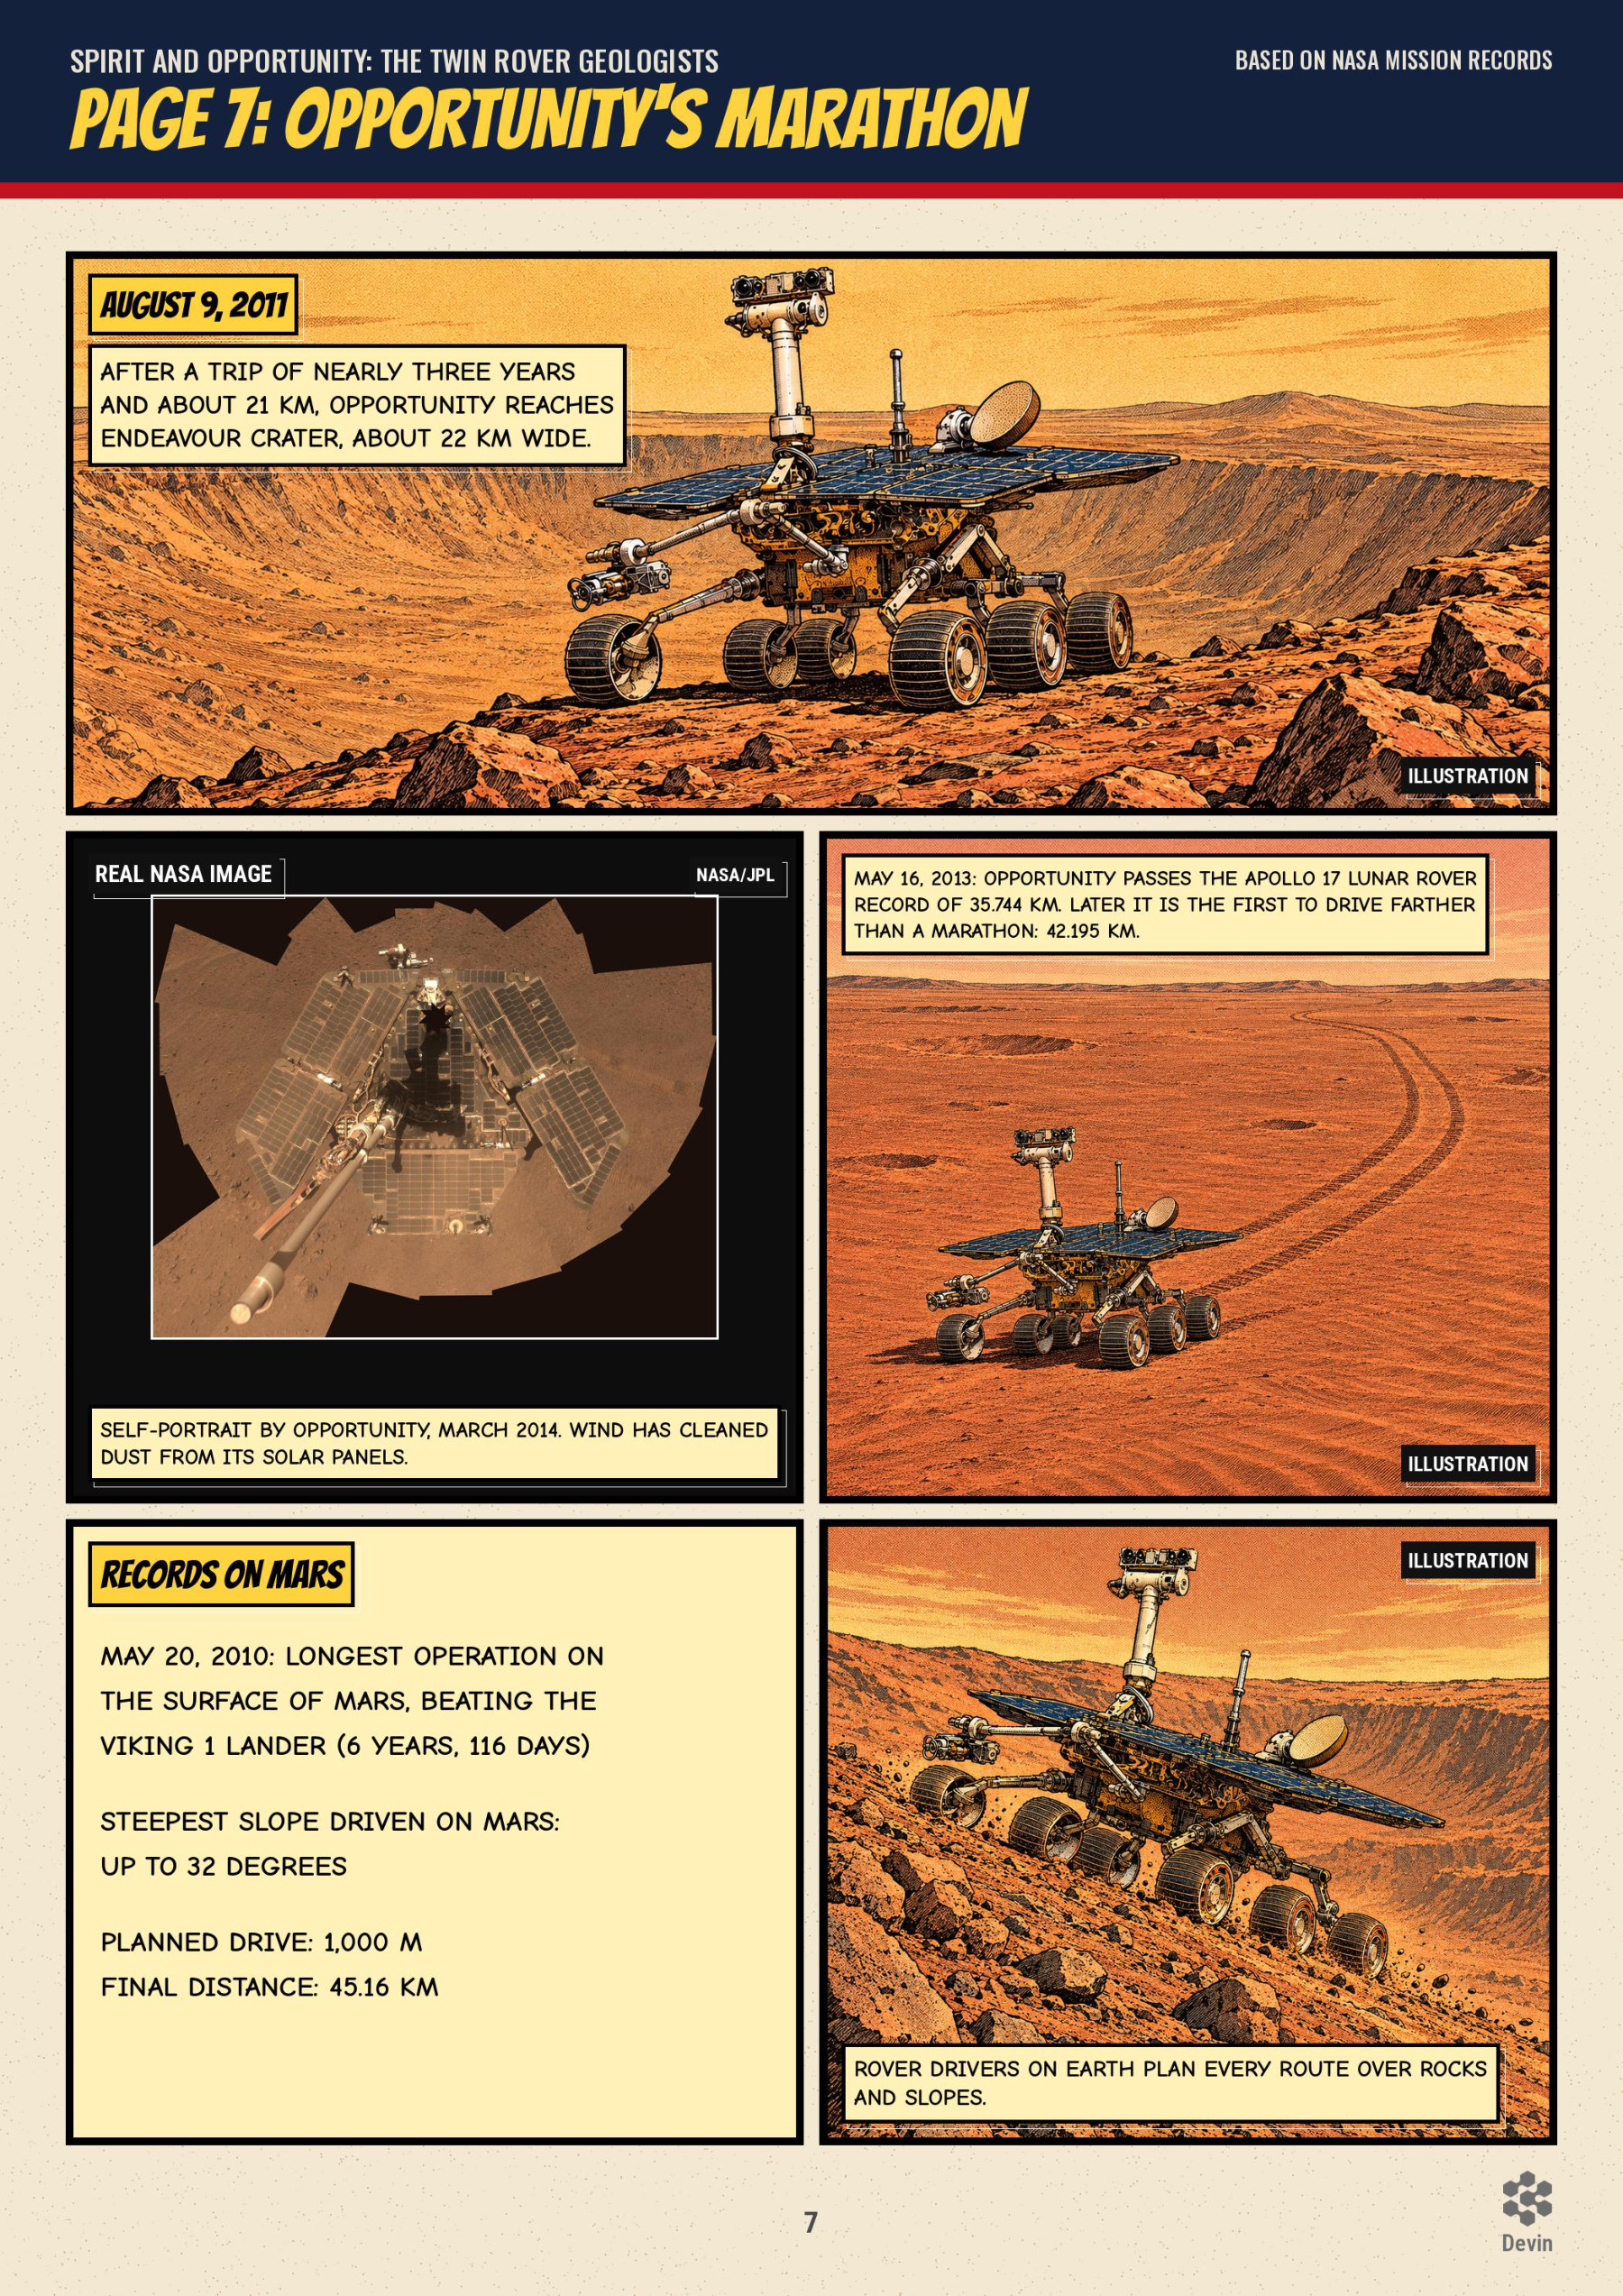 SPIRIT AND OPPORTUNITY: THE TWIN ROVER GEOLOGISTS
BASED ON NASA MISSION RECORDS
PAGE 7: OPPORTUNITY'S MARATHON
AUGUST 9, 2011
AFTER A TRIP OF NEARLY THREE YEARS
AND ABOUT 21 KM, OPPORTUNITY REACHES
ENDEAVOUR CRATER, ABOUT 22 KM WIDE.
ILLUSTRATION
REAL NASA IMAGE
NASA/JPL
SELF-PORTRAIT BY OPPORTUNITY, MARCH 2014. WIND HAS CLEANED
DUST FROM ITS SOLAR PANELS.
MAY 16, 2013: OPPORTUNITY PASSES THE APOLLO 17 LUNAR ROVER
RECORD OF 35.744 KM. LATER IT IS THE FIRST TO DRIVE FARTHER
THAN A MARATHON: 42.195 KM.
ILLUSTRATION
RECORDS ON MARS
MAY 20, 2010: LONGEST OPERATION ON
THE SURFACE OF MARS, BEATING THE
VIKING 1 LANDER (6 YEARS, 116 DAYS)
STEEPEST SLOPE DRIVEN ON MARS:
UP TO 32 DEGREES
PLANNED DRIVE: 1,000 M
FINAL DISTANCE: 45.16 KM
ILLUSTRATION
ROVER DRIVERS ON EARTH PLAN EVERY ROUTE OVER ROCKS
AND SLOPES.
7
Devin